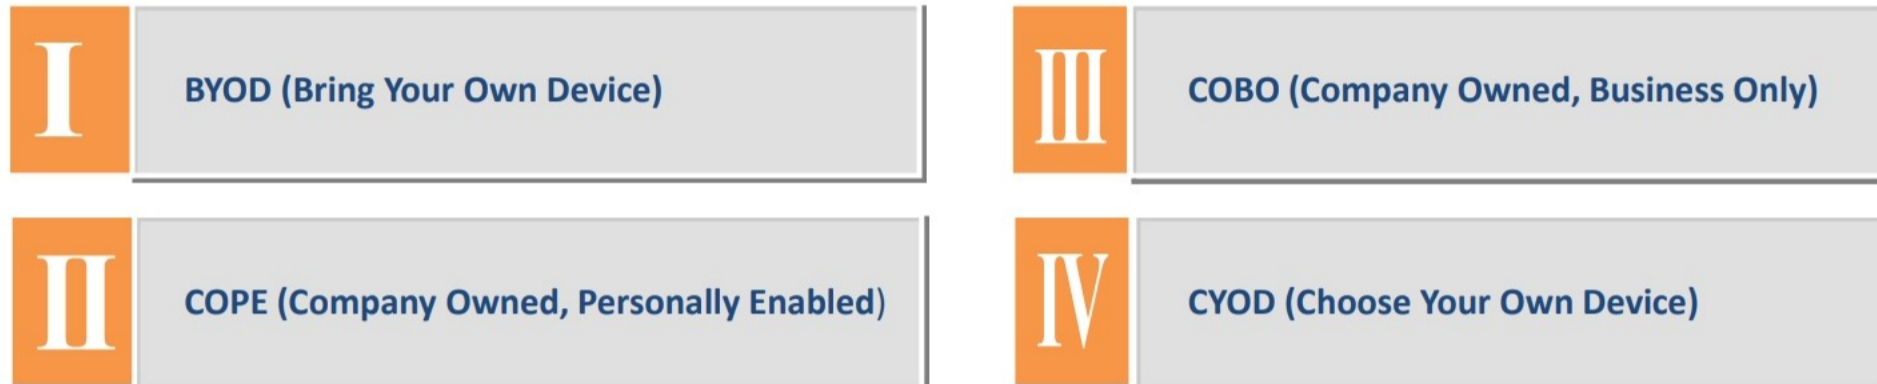 I
BYOD (Bring Your Own Device)
II
COPE (Company Owned, Personally Enabled)
III
COBO (Company Owned, Business Only)
IV
CYOD (Choose Your Own Device)